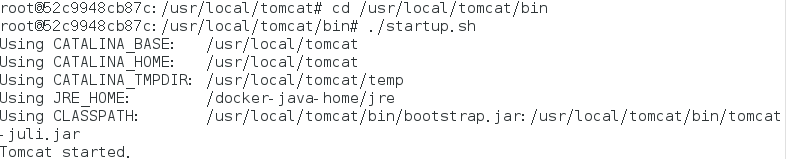 root@52c9948cb87c:/usr/local/tomcat# cd /usr/local/tomcat/bin
root@52c9948cb87c:/usr/local/tomcat/bin# ./startup.sh
Using CATALINA_BASE:   /usr/local/tomcat
Using CATALINA_HOME:   /usr/local/tomcat
Using CATALINA_TMPDIR: /usr/local/tomcat/temp
Using JRE_HOME:        /docker-java-home/jre
Using CLASSPATH:       /usr/local/tomcat/bin/bootstrap.jar:/usr/local/tomcat/bin/tomcat
-juli.jar
Tomcat started.